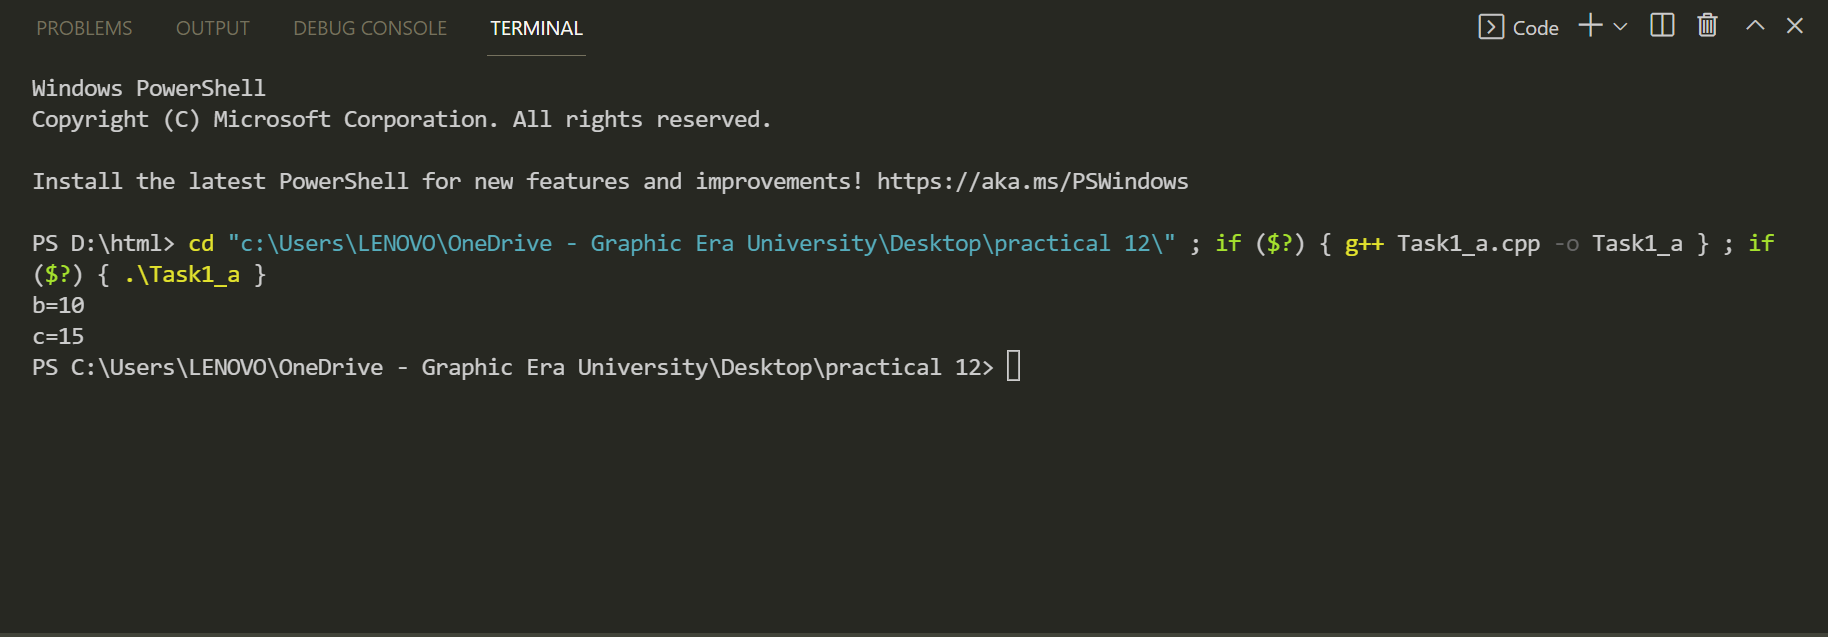 PROBLEMS OUTPUT DEBUG CONSOLE TERMINAL Code
Windows PowerShell
Copyright (C) Microsoft Corporation. All rights reserved.
Install the latest PowerShell for new features and improvements! https://aka.ms/PSWindows
PS D:\html> cd "c:\Users\LENOVO\OneDrive - Graphic Era University\Desktop\practical 12\" ; if ($?) { g++ Task1_a.cpp -o Task1_a } ; if
($?) { .\Task1_a }
b=10
c=15
PS C:\Users\LENOVO\OneDrive - Graphic Era University\Desktop\practical 12>